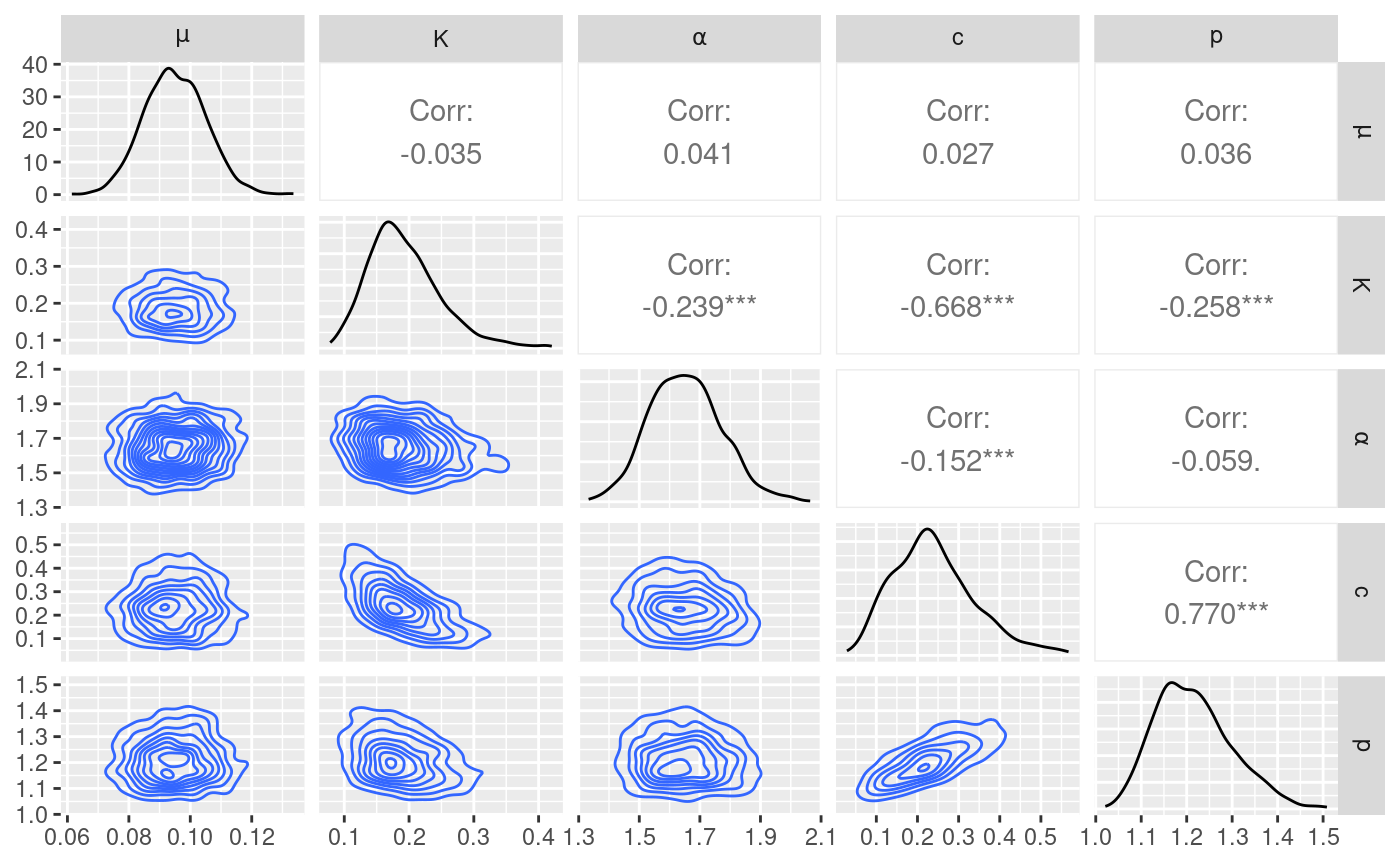 μ K α c p
40
30
20
10
0
Corr:
-0.035
Corr:
0.041
Corr:
0.027
Corr:
0.036
μ
0.4
0.3
0.2
0.1
Corr:
-0.239***
Corr:
-0.668***
Corr:
-0.258***
K
2.1
1.9
1.7
1.5
1.3
Corr:
-0.152***
Corr:
-0.059.
α
0.5
0.4
0.3
0.2
0.1
Corr:
0.770***
c
1.5
1.4
1.3
1.2
1.1
1.0
p
0.06 0.08 0.10 0.12 0.1 0.2 0.3 0.4 1.3 1.5 1.7 1.9 2.1 0.1 0.2 0.3 0.4 0.5 1.0 1.1 1.2 1.3 1.4 1.5